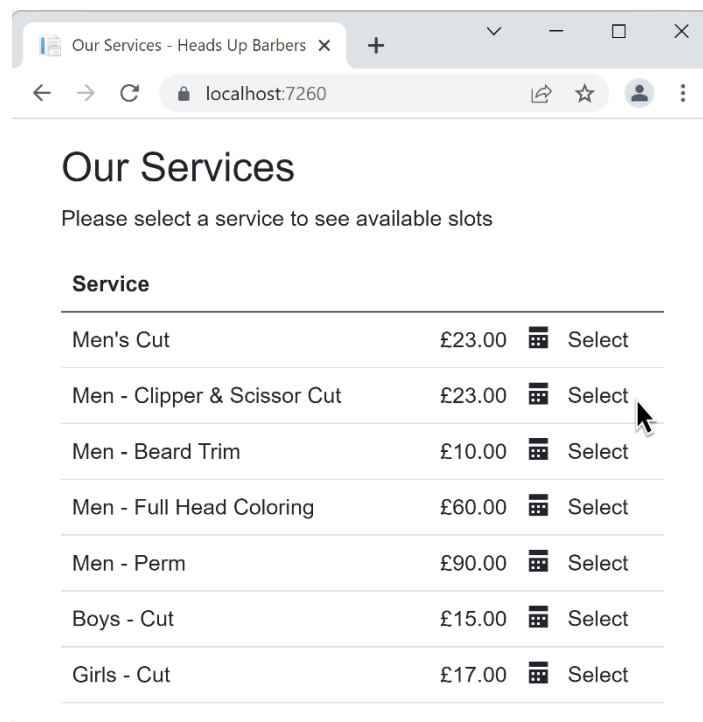 Our Services - Heads Up Barbers
localhost:7260
Our Services
Please select a service to see available slots
Service
Men's Cut £23.00 Select
Men - Clipper & Scissor Cut £23.00 Select
Men - Beard Trim £10.00 Select
Men - Full Head Coloring £60.00 Select
Men - Perm £90.00 Select
Boys - Cut £15.00 Select
Girls - Cut £17.00 Select